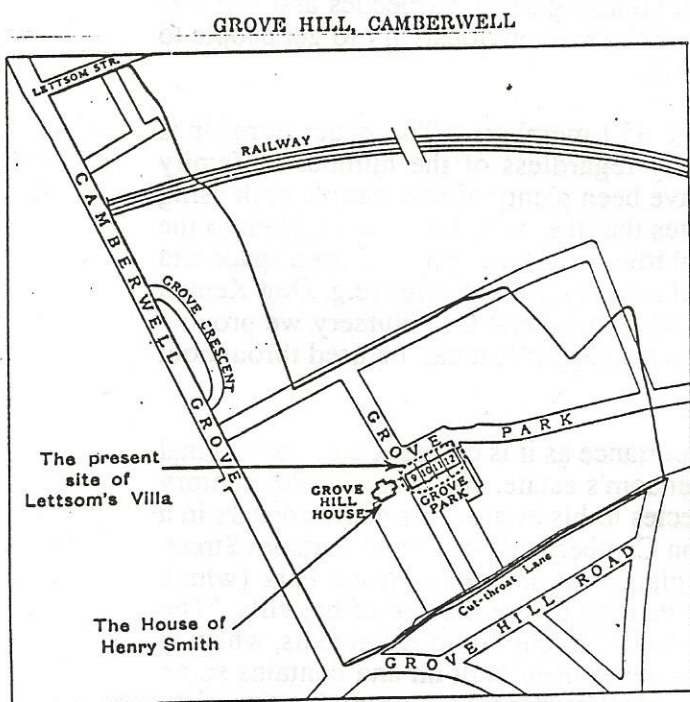 GROVE HILL, CAMBERWELL
LETTSOM STR.
RAILWAY
CAMBERWELL GROVE
GROVE CRESCENT
GROVE PARK
The present
site of
Lettsom's Villa
9 10 11 12
GROVE
HILL
HOUSE
GROVE
PARK
Cut-throat Lane
GROVE HILL ROAD
The House of
Henry Smith